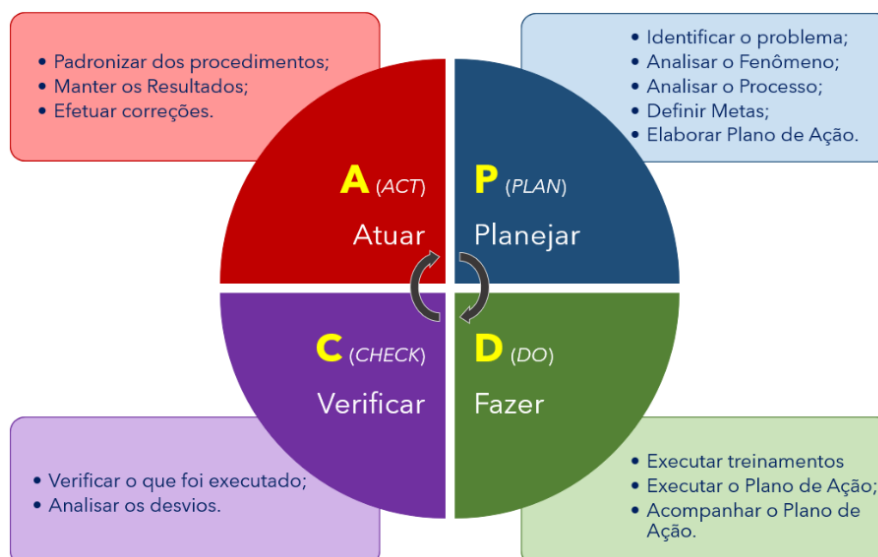 • Padronizar dos procedimentos;
• Manter os Resultados;
• Efetuar correções.
• Identificar o problema;
• Analisar o Fenômeno;
• Analisar o Processo;
• Definir Metas;
• Elaborar Plano de Ação.
A (ACT)
Atuar
P (PLAN)
Planejar
C (CHECK)
Verificar
D (DO)
Fazer
• Verificar o que foi executado;
• Analisar os desvios.
• Executar treinamentos
• Executar o Plano de Ação;
• Acompanhar o Plano de
Ação.